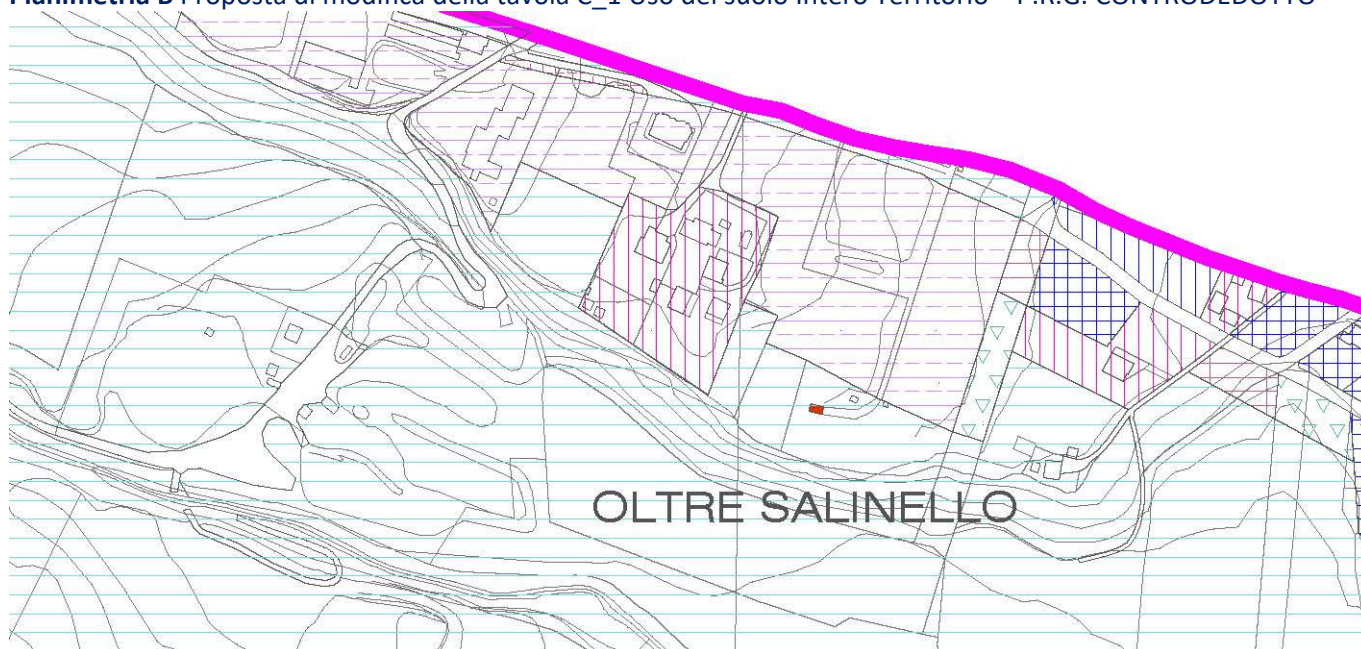 Planimetria B Proposta di modifica della tavola C_1 Uso del suolo Intero Territorio – P.R.G. CONTRODEDOTTO
OLTRE SALINELLO